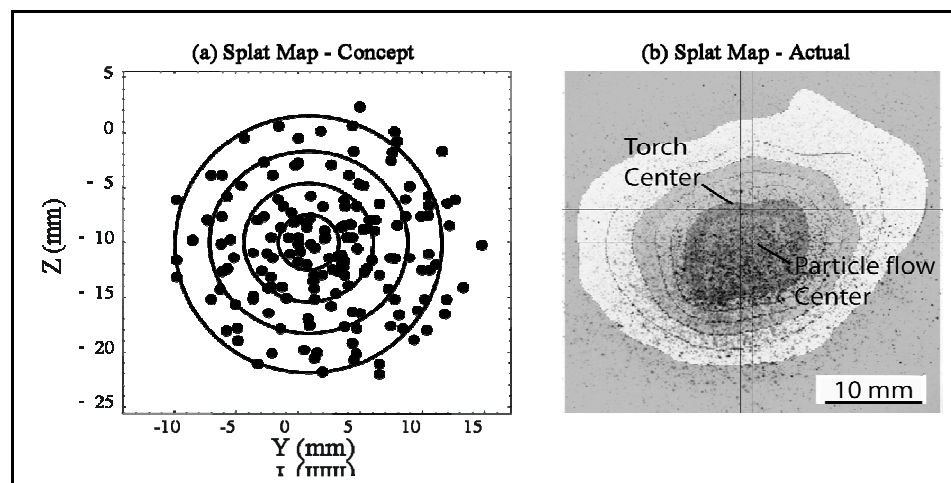 (a) Splat Map - Concept
(b) Splat Map - Actual
5
0
- 5
- 10
- 15
- 20
- 25
Z (mm)
-10
-5
0
5
10
15
Y (mm)
Torch
Center
Particle flow
Center
10 mm